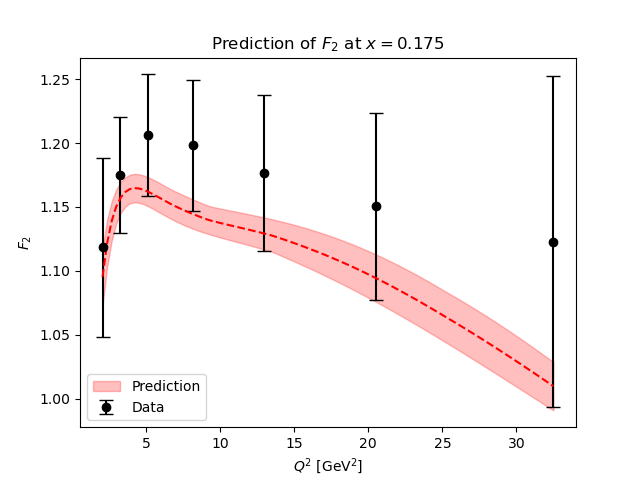 Prediction of $F_2$ at $x = 0.175$
1.25
1.20
1.15
1.10
1.05
1.00
$F_2$
Prediction
Data
5
10
15
20
25
30
$Q^2$ [GeV$^2$]